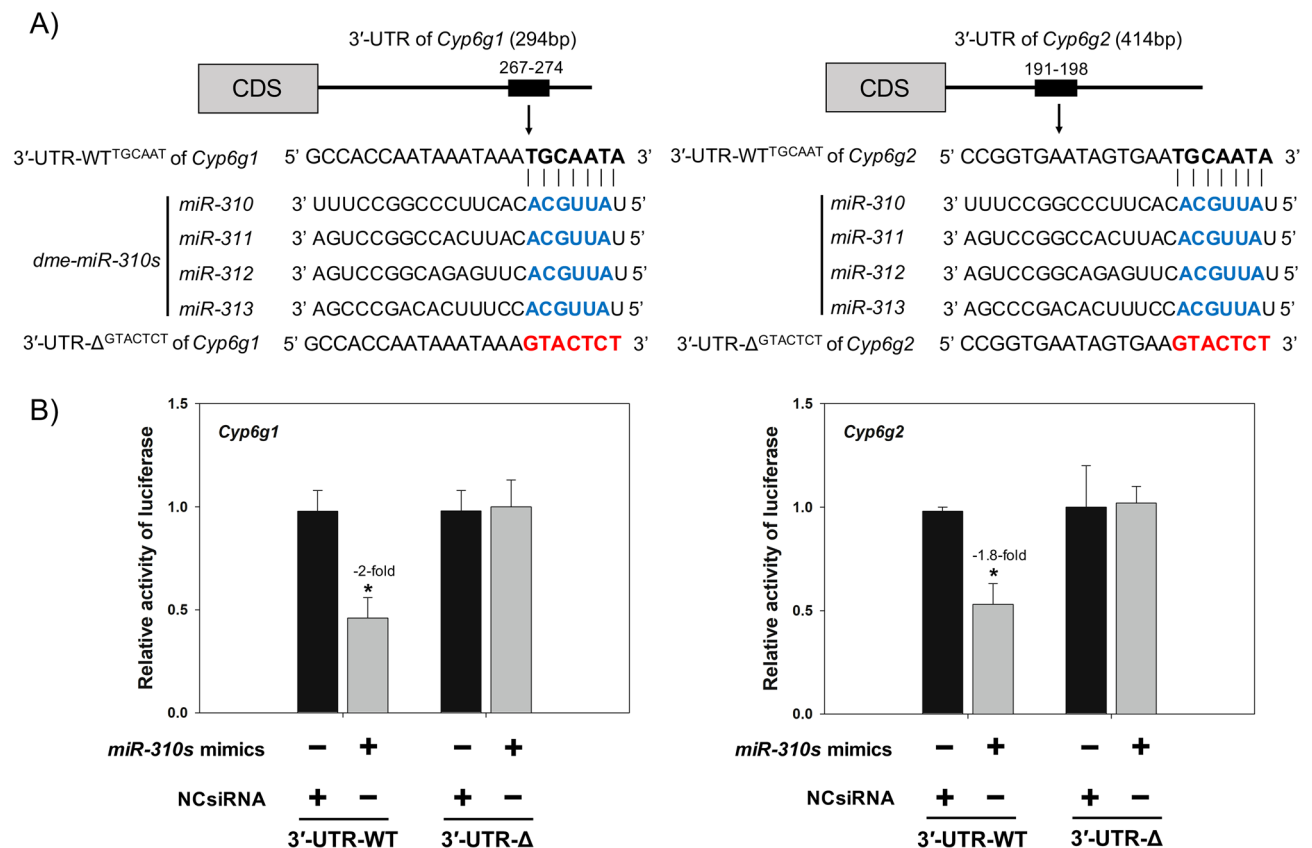 A)
3′-UTR of Cyp6g1 (294bp)
267-274
CDS
3′-UTR-WT^TGCAAT of Cyp6g1 5’ GCCACCAATAAATAAATGCAATA 3’
dme-miR-310s
miR-310 3’ UUUCCGGCCCUUCACACGUUAU 5’
miR-311 3’ AGUCCGGCCACUUACACGUUAU 5’
miR-312 3’ AGUCCGGCAGAGUUCACGUUAU 5’
miR-313 3’ AGCCCGACACUUUCCACGUUAU 5’
3′-UTR-Δ^GTACTCT of Cyp6g1 5’ GCCACCAATAAATAAAGTACTCT 3’
3′-UTR of Cyp6g2 (414bp)
191-198
CDS
3′-UTR-WT^TGCAAT of Cyp6g2 5’ CCGGTGAATAGTGAATGCAATA 3’
miR-310 3’ UUUCCGGCCCUUCACACGUUAU 5’
miR-311 3’ AGUCCGGCCACUUACACGUUAU 5’
miR-312 3’ AGUCCGGCAGAGUUCACGUUAU 5’
miR-313 3’ AGCCCGACACUUUCCACGUUAU 5’
3′-UTR-Δ^GTACTCT of Cyp6g2 5’ CCGGTGAATAGTGAAGTACTCT 3’
B)
Relative activity of luciferase
1.5
1.0
0.5
0.0
Cyp6g1
-2-fold
*
miR-310s mimics − + − +
NCsiRNA + − + −
3′-UTR-WT 3′-UTR-Δ
Relative activity of luciferase
1.5
1.0
0.5
0.0
Cyp6g2
-1.8-fold
*
miR-310s mimics − + − +
NCsiRNA + − + −
3′-UTR-WT 3′-UTR-Δ